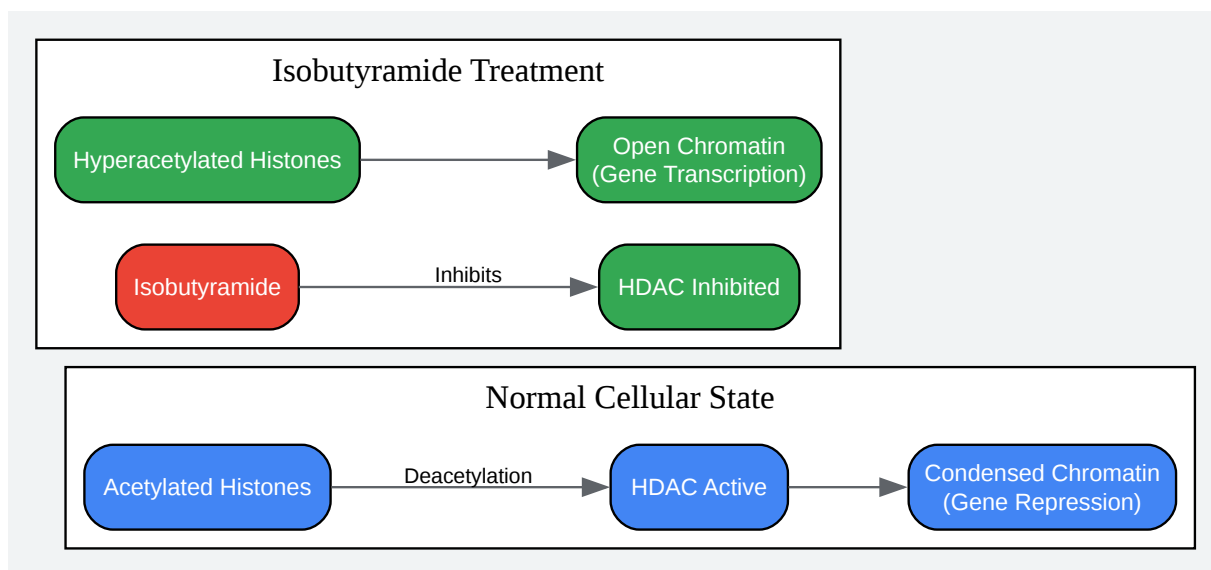 Isobutyramide Treatment
Hyperacetylated Histones
Open Chromatin
(Gene Transcription)
Isobutyramide
Inhibits
HDAC Inhibited
Normal Cellular State
Acetylated Histones
Deacetylation
HDAC Active
Condensed Chromatin
(Gene Repression)